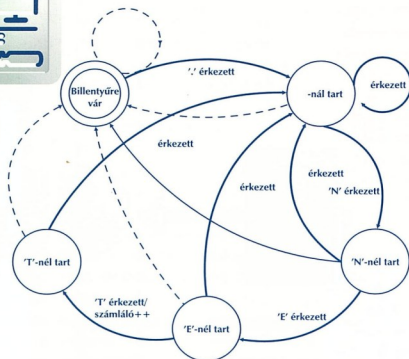 Billentyűre
vár
'.' érkezett
-nál tart
érkezett
érkezett
érkezett
érkezett
'N' érkezett
'T'-nél tart
'N'-nél tart
'T' érkezett/
számláló++
'E' érkezett
'E'-nél tart